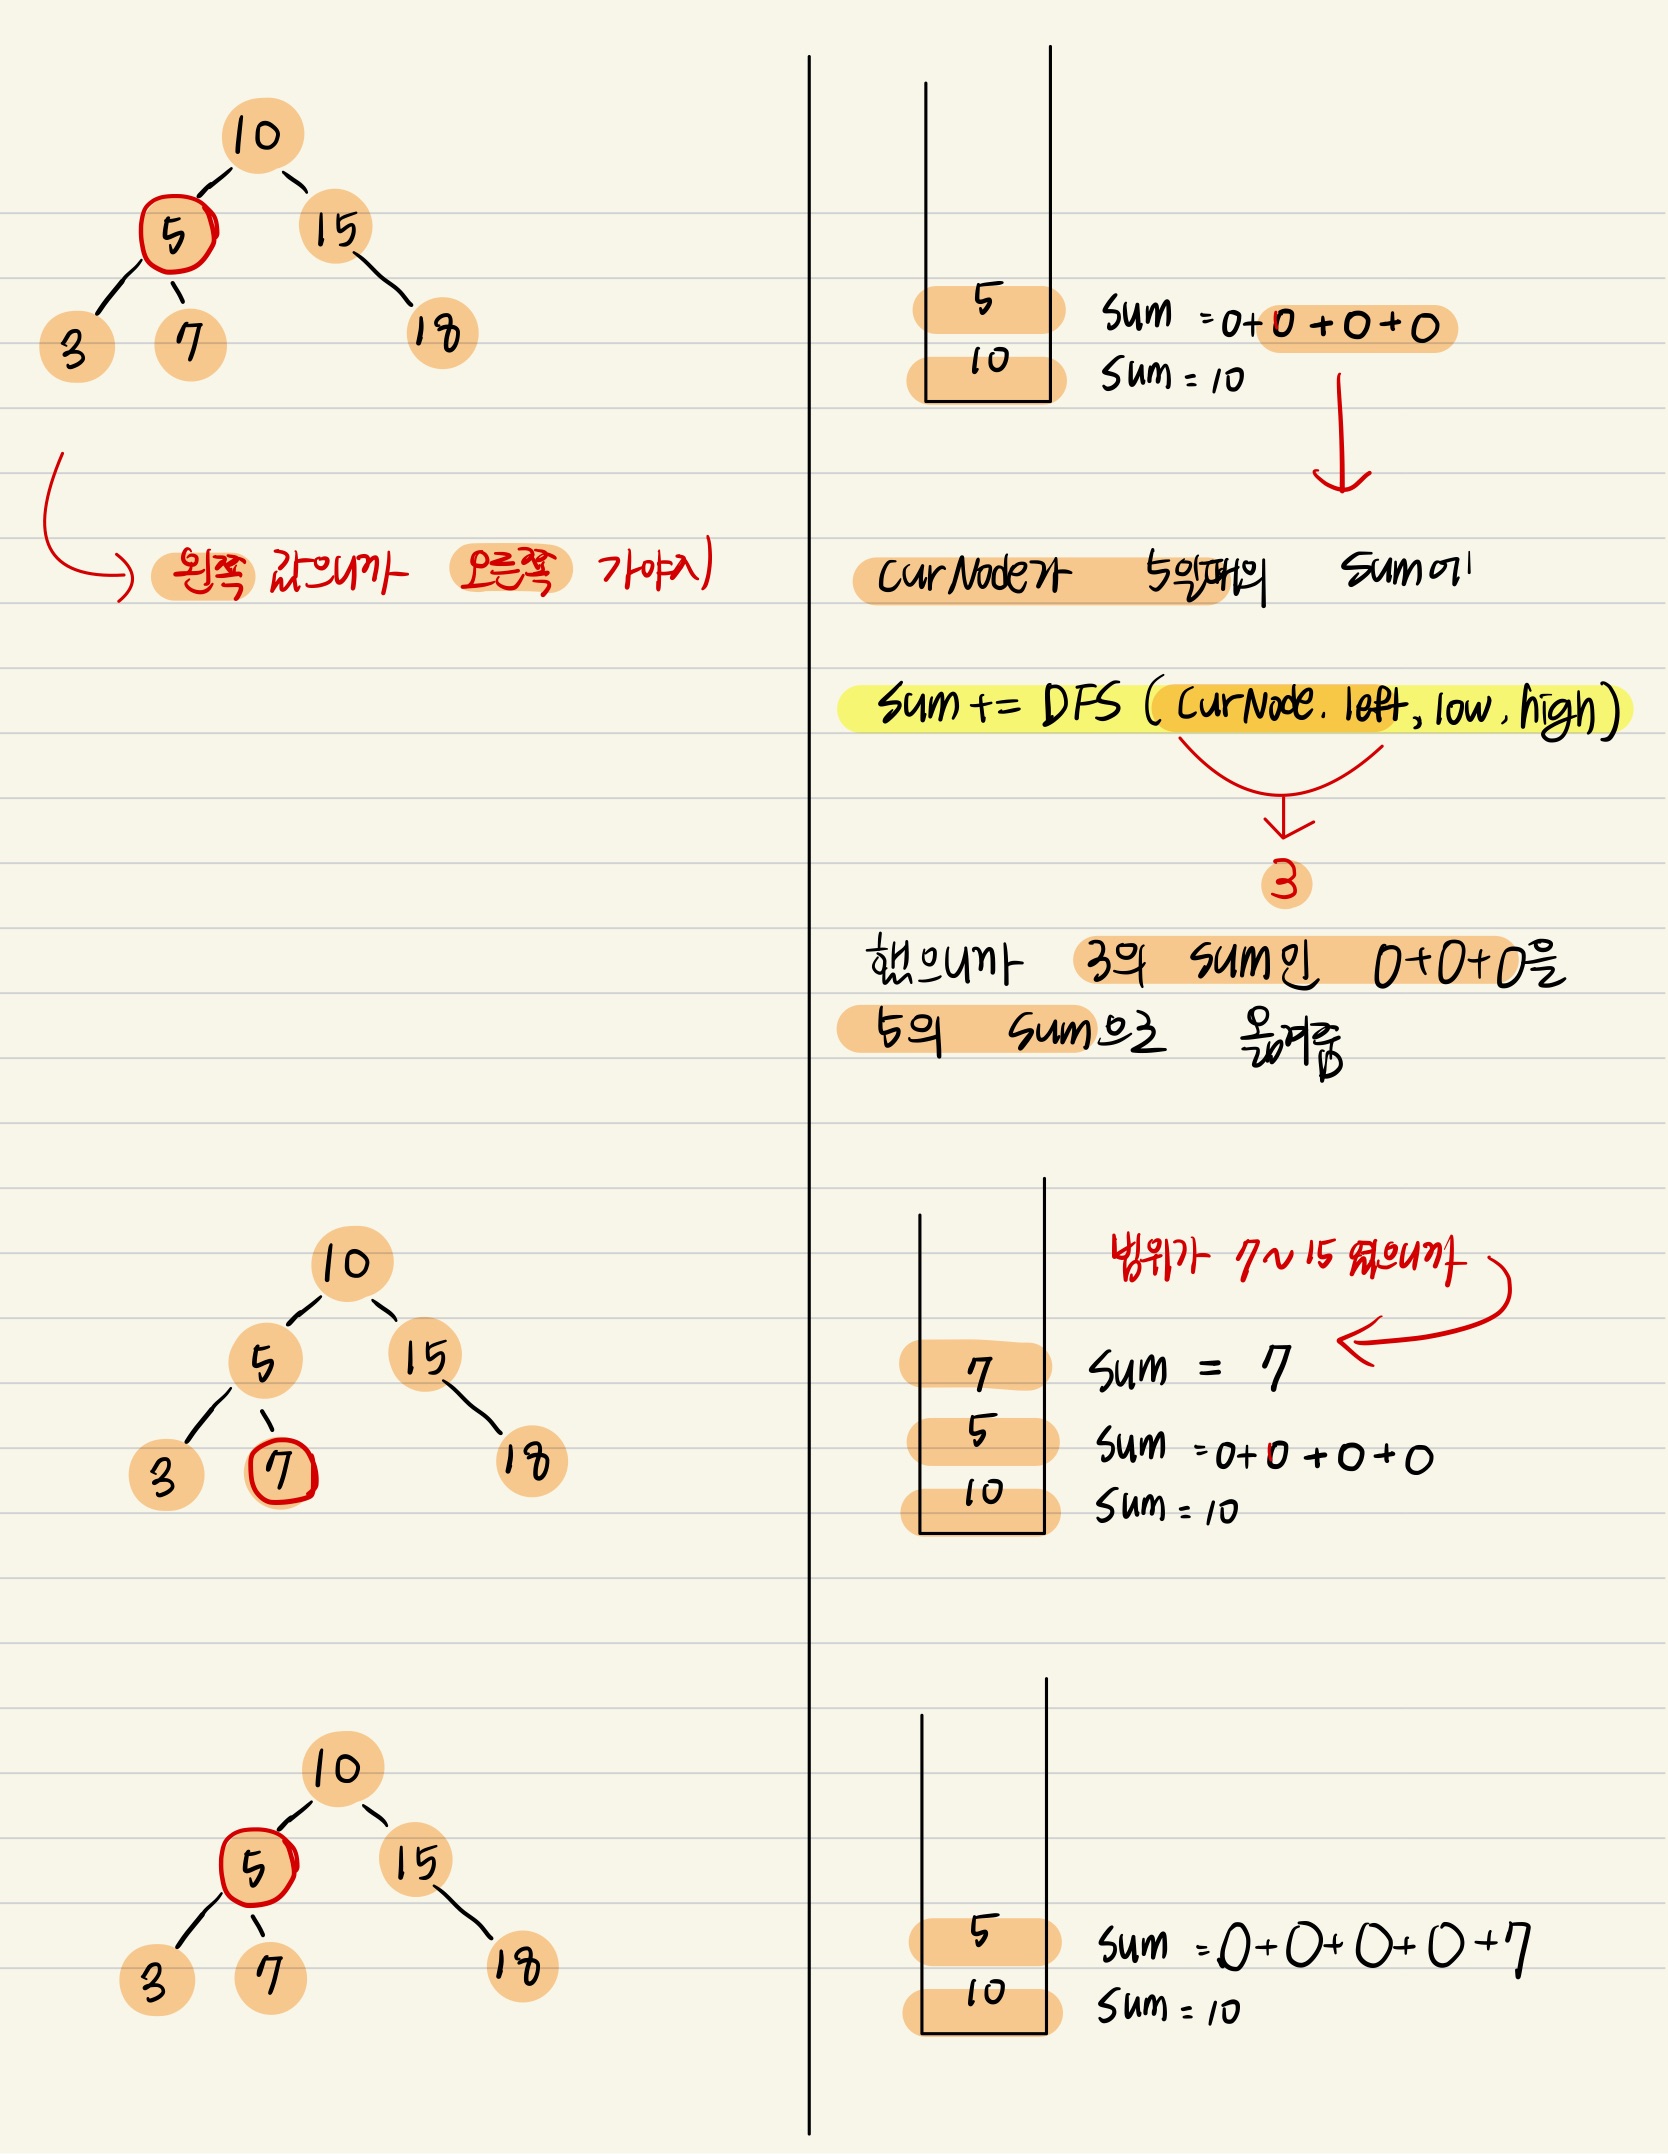 10
5 15
3 7 18
5 sum = 0+0+0+0
10 sum = 10
왼쪽 갔으니까 오른쪽 가야지
curNode가 5일때의 sum에
sum += DFS (curNode.left, low, high)
3
했으니까 3의 sum인 0+0+0을
5의 sum으로 옮겨줌
10
5 15
3 7 18
범위가 7~15 였으니까
7 sum = 7
5 sum = 0+0+0+0
10 sum = 10
10
5 15
3 7 18
5 sum = 0+0+0+0+7
10 sum = 10